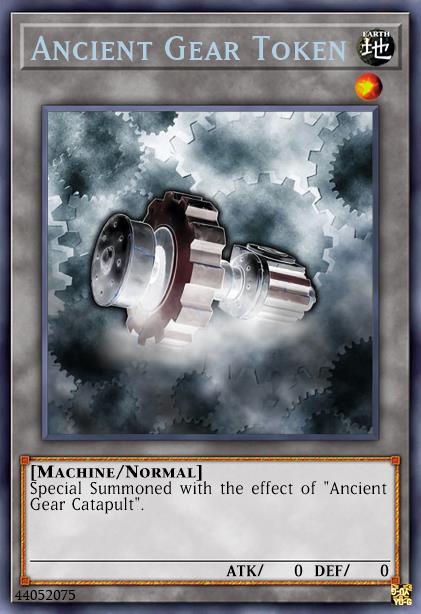 Ancient Gear Token
EARTH
地
[Machine/Normal]
Special Summoned with the effect of "Ancient
Gear Catapult".
ATK/ 0 DEF/ 0
44052075